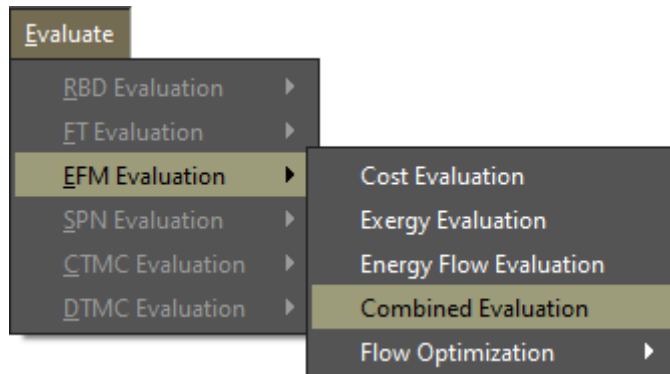 Evaluate
RBD Evaluation
FT Evaluation
EFM Evaluation
SPN Evaluation
CTMC Evaluation
DTMC Evaluation
Cost Evaluation
Exergy Evaluation
Energy Flow Evaluation
Combined Evaluation
Flow Optimization